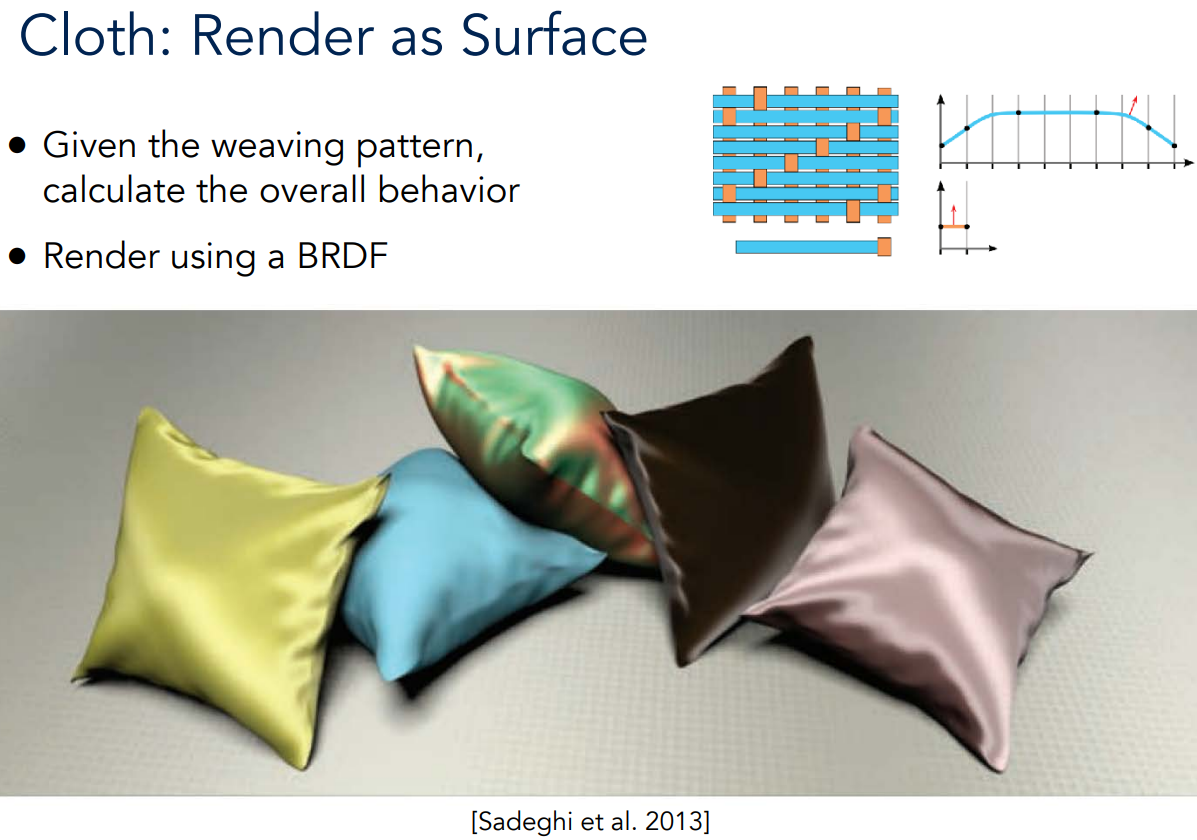 Cloth: Render as Surface
● Given the weaving pattern,
calculate the overall behavior
● Render using a BRDF
[Sadeghi et al. 2013]